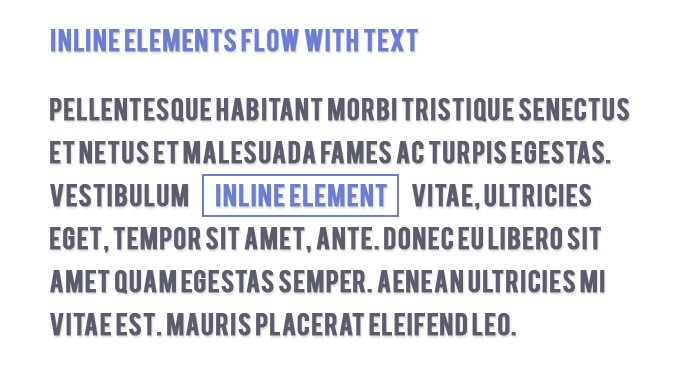 INLINE ELEMENTS FLOW WITH TEXT
PELLENTESQUE HABITANT MORBI TRISTIQUE SENECTUS
ET NETUS ET MALESUADA FAMES AC TURPIS EGESTAS.
VESTIBULUM INLINE ELEMENT VITAE, ULTRICIES
EGET, TEMPOR SIT AMET, ANTE. DONEC EU LIBERO SIT
AMET QUAM EGESTAS SEMPER. AENEAN ULTRICIES MI
VITAE EST. MAURIS PLACERAT ELEIFEND LEO.